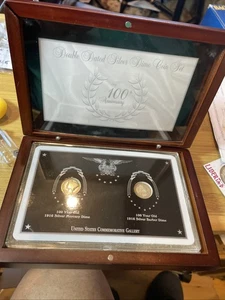 Double Dated Silver Dime Coin Set
100th
Anniversary
100 Year Old
1916 Silver Mercury Dime
100 Year Old
1916 Silver Barber Dime
United States Commemorative Gallery